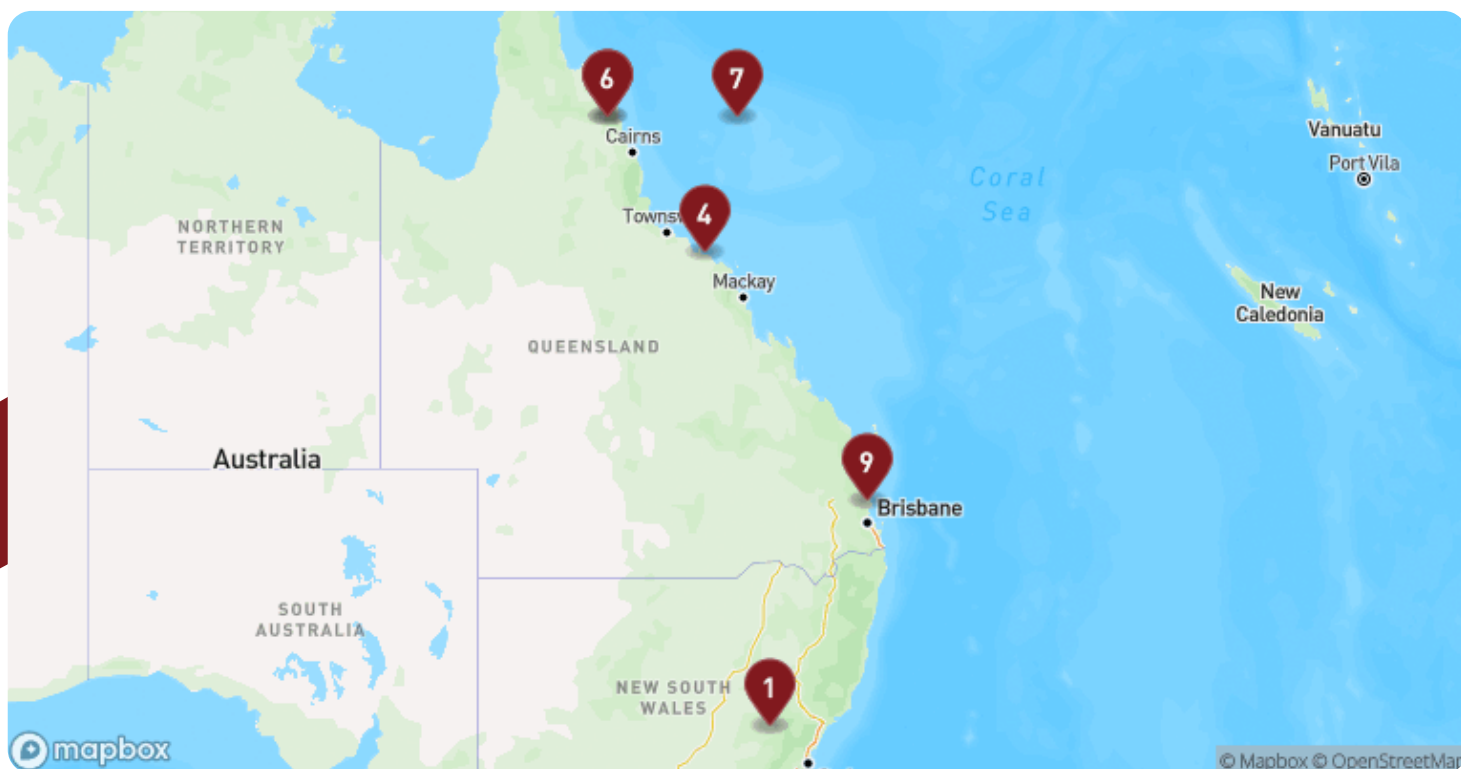 6
7
Cairns
Vanuatu
Port Vila
Coral
Sea
4
NORTHERN
TERRITORY
Mackay
New
Caledonia
QUEENSLAND
9
Australia
Brisbane
SOUTH
AUSTRALIA
1
NEW SOUTH
WALES
mapbox
© Mapbox © OpenStreetMap